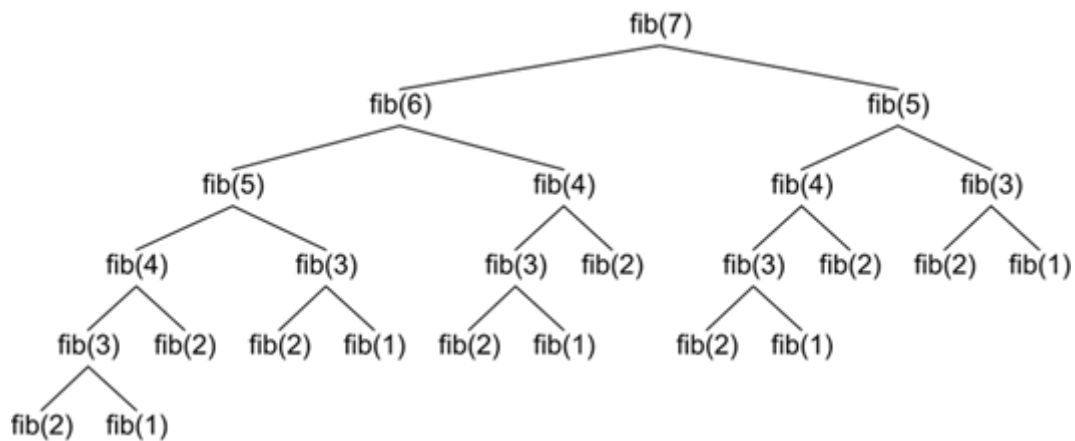 fib(7)
fib(6) fib(5)
fib(5) fib(4) fib(4) fib(3)
fib(4) fib(3) fib(3) fib(2) fib(3) fib(2) fib(2) fib(1)
fib(3) fib(2) fib(2) fib(1) fib(2) fib(1) fib(2) fib(1)
fib(2) fib(1)